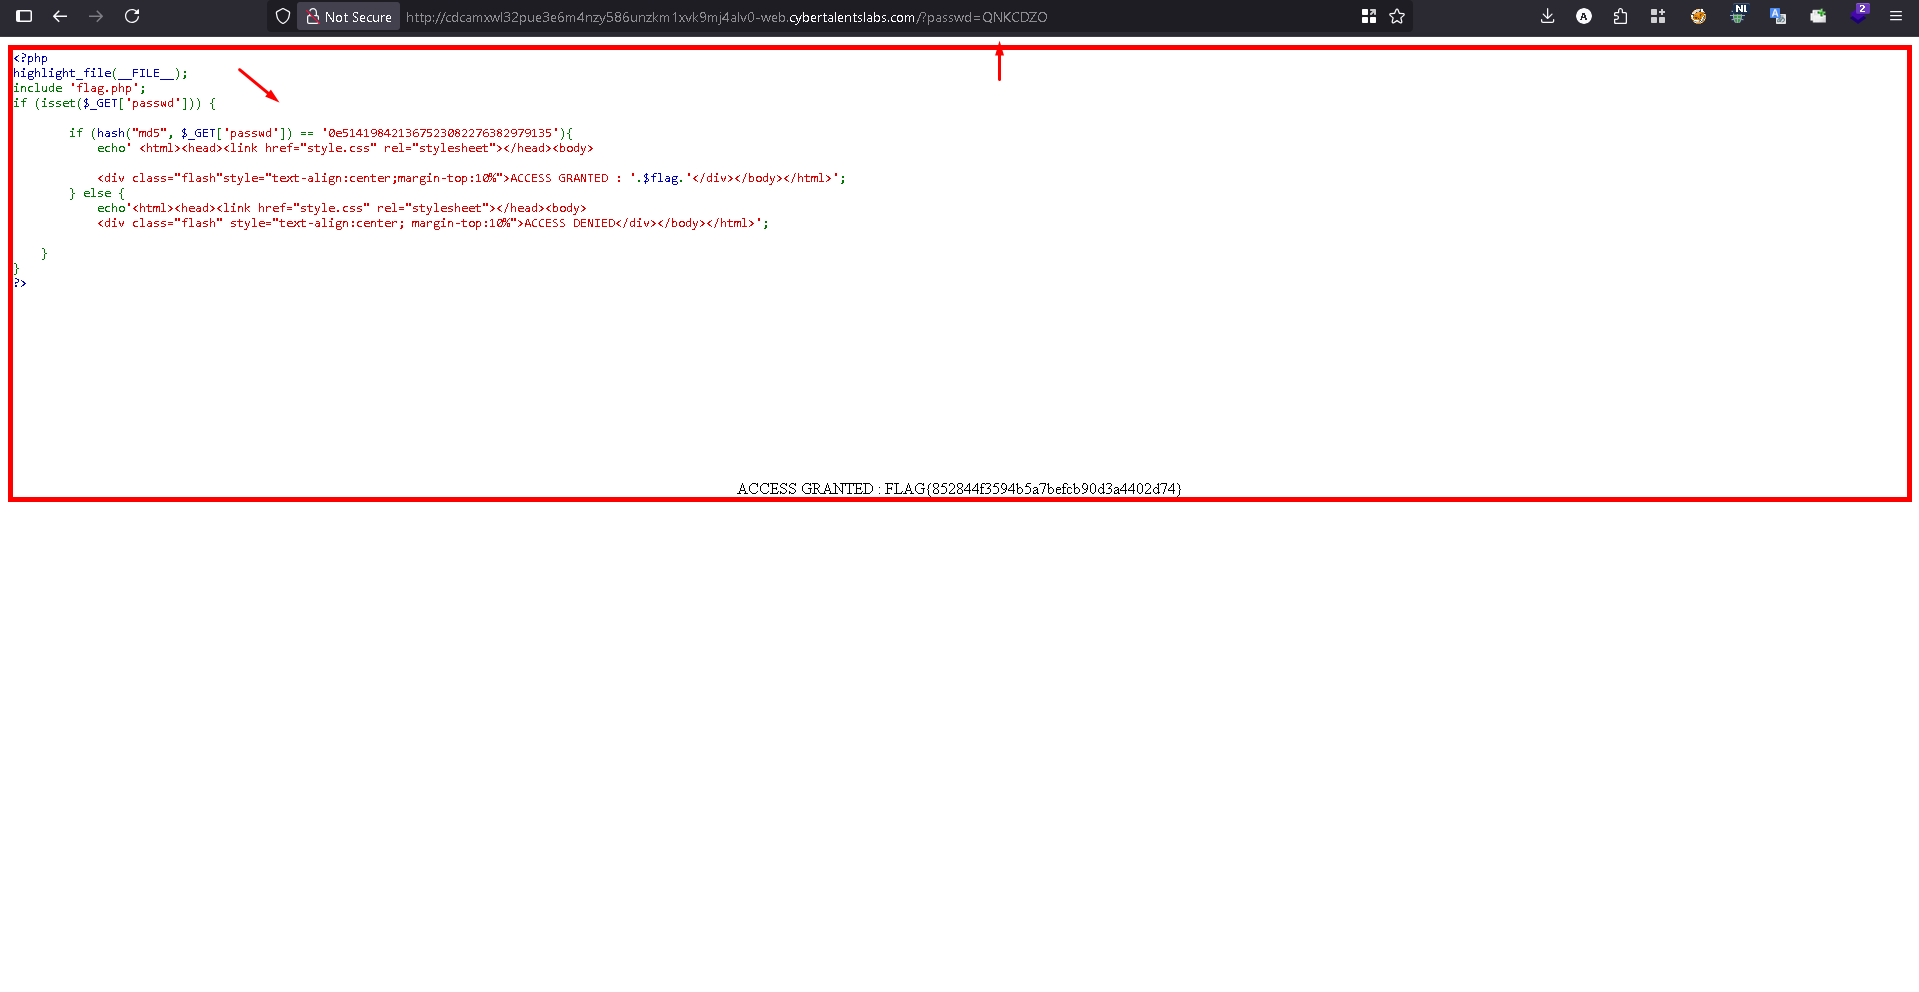 Not Secure
http://cdcamxwl32pue3e6m4nzy586unzkm1xvk9mj4alv0-web.cybertalentslabs.com/?passwd=QNKCDZO
A
NI
A
2
<?php
highlight_file(__FILE__);
include 'flag.php';
if (isset($_GET['passwd'])) {
if (hash("md5", $_GET['passwd']) == '0e514198421367523082276382979135'){
echo' <html><head><link href="style.css" rel="stylesheet"></head><body>
<div class="flash"style="text-align:center;margin-top:10%">ACCESS GRANTED : '.$flag.'</div></body></html>';
} else {
echo'<html><head><link href="style.css" rel="stylesheet"></head><body>
<div class="flash" style="text-align:center; margin-top:10%">ACCESS DENIED</div></body></html>';
}
}
?>
ACCESS GRANTED : FLAG{852844f3594b5a7befcb90d3a4402d74}